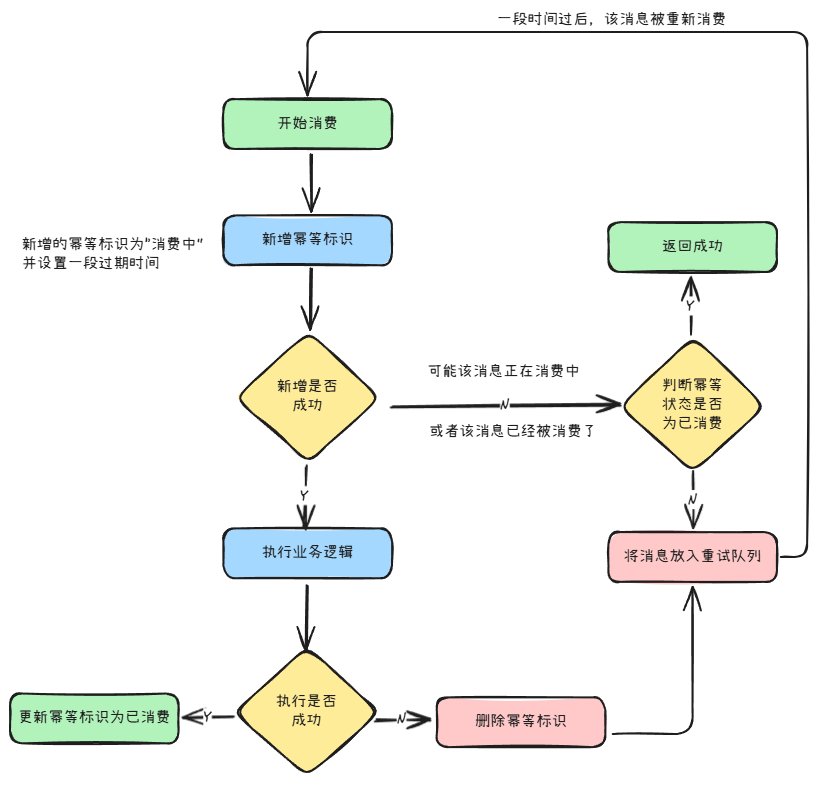 一段时间过后，该消息被重新消费
开始消费
新增的幂等标识为"消费中"
并设置一段过期时间
新增幂等标识
返回成功
Y
新增是否
成功
可能该消息正在消费中
N
或者该消息已经被消费了
判断幂等
状态是否
为已消费
Y
N
执行业务逻辑
将消息放入重试队列
执行是否
成功
Y
更新幂等标识为已消费
N
删除幂等标识